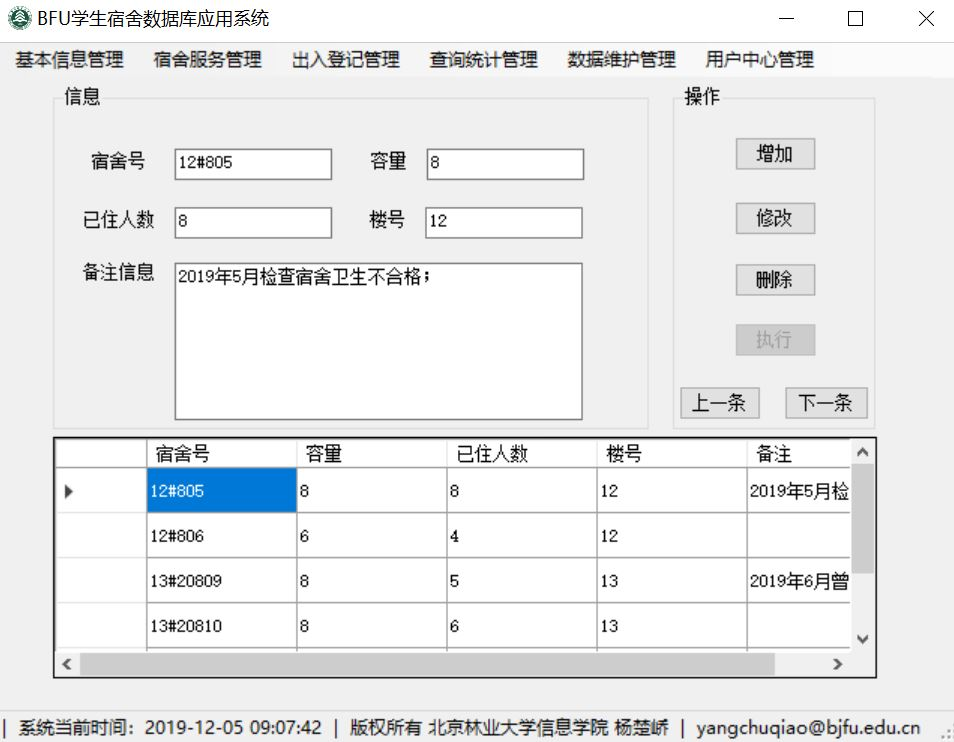 BFU学生宿舍数据库应用系统
基本信息管理 宿舍服务管理 出入登记管理 查询统计管理 数据维护管理 用户中心管理
信息 操作
宿舍号 12#805 容量 8 增加
已住人数 8 楼号 12 修改
备注信息 2019年5月检查宿舍卫生不合格；
删除
执行
上一条 下一条
宿舍号 容量 已住人数 楼号 备注
12#805 8 8 12 2019年5月检
12#806 6 4 12
13#20809 8 5 13 2019年6月曾
13#20810 8 6 13
| 系统当前时间：2019-12-05 09:07:42 | 版权所有 北京林业大学信息学院 杨楚峤 | yangchuqiao@bjfu.edu.cn